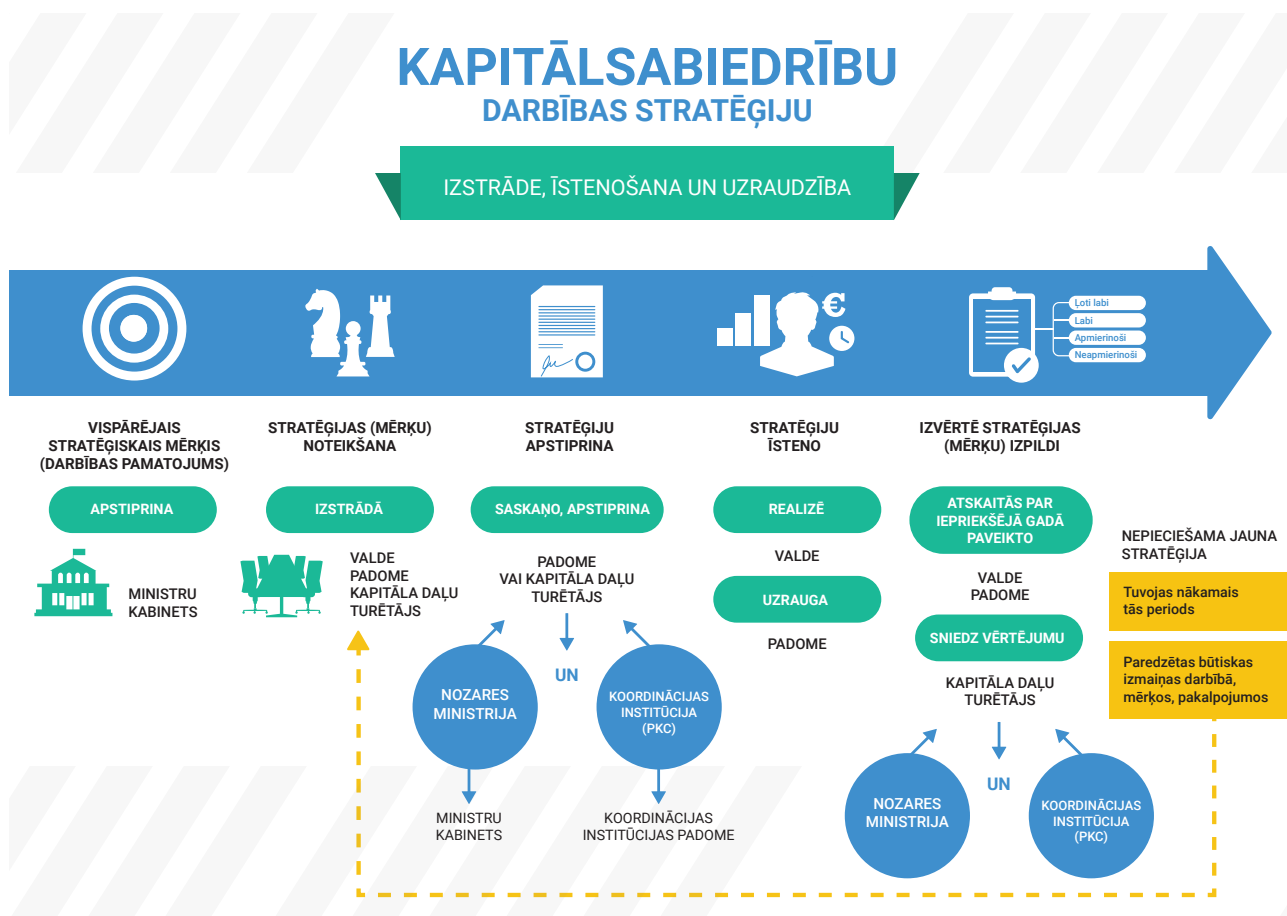 KAPITĀLSABIEDRĪBU
DARBĪBAS STRATĒĢIJU
IZSTRĀDE, ĪSTENOŠANA UN UZRAUDZĪBA
Ļoti labi
Labi
Apmierinoši
Neapmierinoši
VISPĀRĒJAIS
STRATĒĢISKAIS MĒRĶIS
(DARBĪBAS PAMATOJUMS)
APSTIPRINA
MINISTRU
KABINETS
STRATĒĢIJAS (MĒRĶU)
NOTEIKŠANA
IZSTRĀDĀ
VALDE
PADOME
KAPITĀLA DAĻU
TURĒTĀJS
STRATĒĢIJU
APSTIPRINA
SASKAŅO, APSTIPRINA
PADOME
VAI KAPITĀLA DAĻU
TURĒTĀJS
UN
NOZARES
MINISTRIJA
KOORDINĀCIJAS
INSTITŪCIJA
(PKC)
MINISTRU
KABINETS
KOORDINĀCIJAS
INSTITŪCIJAS PADOME
STRATĒĢIJU
ĪSTENO
REALIZĒ
VALDE
UZRAUGA
PADOME
IZVĒRTĒ STRATĒĢIJAS
(MĒRĶU) IZPILDI
ATSKAITĀS PAR
IEPRIEKŠĒJĀ GADĀ
PAVEIKTO
VALDE
PADOME
SNIEDZ VĒRTĒJUMU
KAPITĀLA DAĻU
TURĒTĀJS
UN
NOZARES
MINISTRIJA
KOORDINĀCIJAS
INSTITŪCIJA
(PKC)
NEPIECIEŠAMA JAUNA
STRATĒĢIJA
Tuvojas nākamais
tās periods
Paredzētas būtiskas
izmaiņas darbībā,
mērķos, pakalpojumos